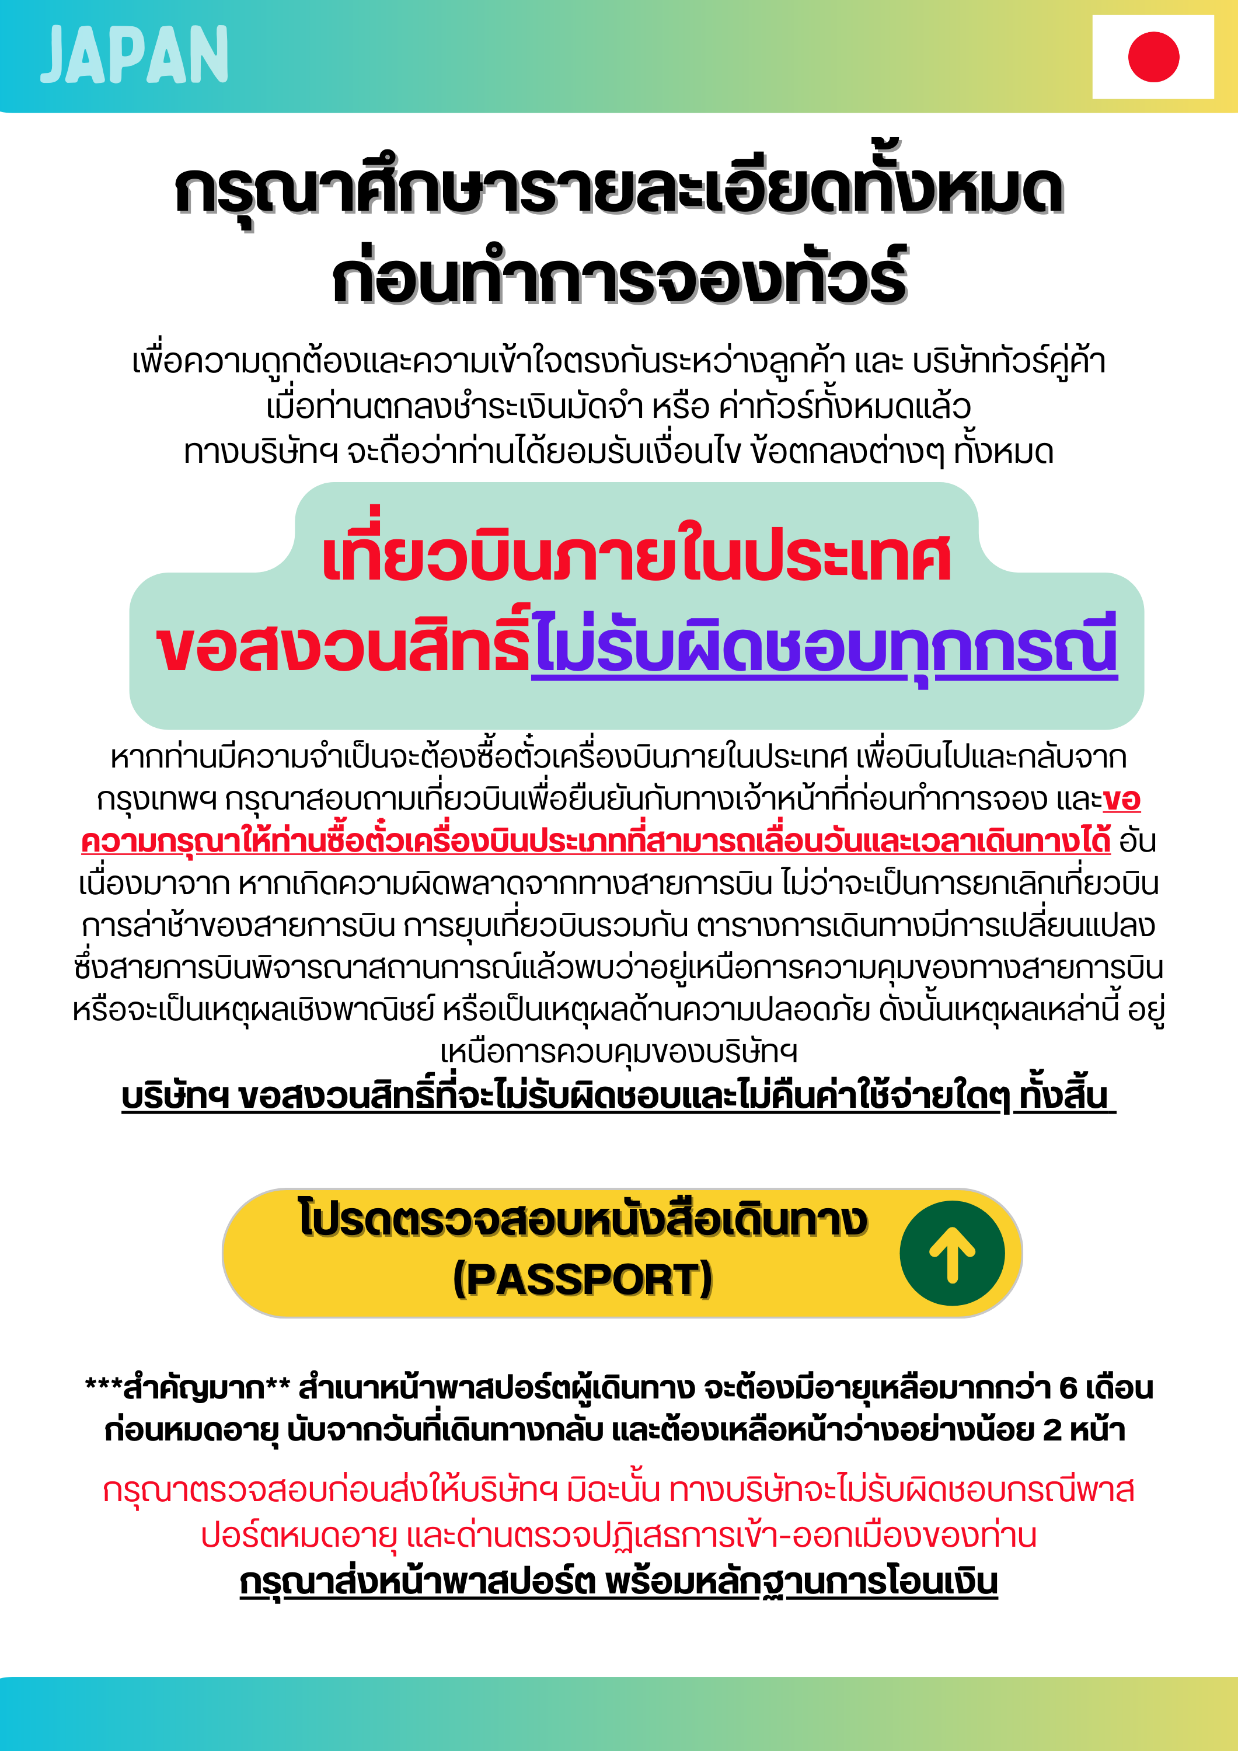 JAPAN
กรุณาศึกษารายละเอียดทั้งหมด
ก่อนทำการจองทัวร์
เพื่อความถูกต้องและความเข้าใจตรงกันระหว่างลูกค้า และ บริษัททัวร์คู่ค้า
เมื่อท่านตกลงชำระเงินมัดจำ หรือ ค่าทัวร์ทั้งหมดแล้ว
ทางบริษัทฯ จะถือว่าท่านได้ยอมรับเงื่อนไข ข้อตกลงต่างๆ ทั้งหมด
เที่ยวบินภายในประเทศ
ขอสงวนสิทธิ์ไม่รับผิดชอบทุกกรณี
หากท่านมีความจำเป็นจะต้องซื้อตั๋วเครื่องบินภายในประเทศ เพื่อบินไปและกลับจาก
กรุงเทพฯ กรุณาสอบถามเที่ยวบินเพื่อยืนยันกับทางเจ้าหน้าที่ก่อนทำการจอง และขอ
ความกรุณาให้ท่านซื้อตั๋วเครื่องบินประเภทที่สามารถเลื่อนวันและเวลาเดินทางได้ อัน
เนื่องมาจาก หากเกิดความผิดพลาดจากทางสายการบิน ไม่ว่าจะเป็นการยกเลิกเที่ยวบิน
การล่าช้าของสายการบิน การยุบเที่ยวบินรวมกัน ตารางการเดินทางมีการเปลี่ยนแปลง
ซึ่งสายการบินพิจารณาสถานการณ์แล้วพบว่าอยู่เหนือการความคุมของทางสายการบิน
หรือจะเป็นเหตุผลเชิงพาณิชย์ หรือเป็นเหตุผลด้านความปลอดภัย ดังนั้นเหตุผลเหล่านี้ อยู่
เหนือการควบคุมของบริษัทฯ
บริษัทฯ ขอสงวนสิทธิ์ที่จะไม่รับผิดชอบและไม่คืนค่าใช้จ่ายใดๆ ทั้งสิ้น
โปรดตรวจสอบหนังสือเดินทาง
(PASSPORT)
***สำคัญมาก** สำเนาหน้าพาสปอร์ตผู้เดินทาง จะต้องมีอายุเหลือมากกว่า 6 เดือน
ก่อนหมดอายุ นับจากวันที่เดินทางกลับ และต้องเหลือหน้าว่างอย่างน้อย 2 หน้า
กรุณาตรวจสอบก่อนส่งให้บริษัทฯ มิฉะนั้น ทางบริษัทจะไม่รับผิดชอบกรณีพาส
ปอร์ตหมดอายุ และด่านตรวจปฏิเสธการเข้า-ออกเมืองของท่าน
กรุณาส่งหน้าพาสปอร์ต พร้อมหลักฐานการโอนเงิน